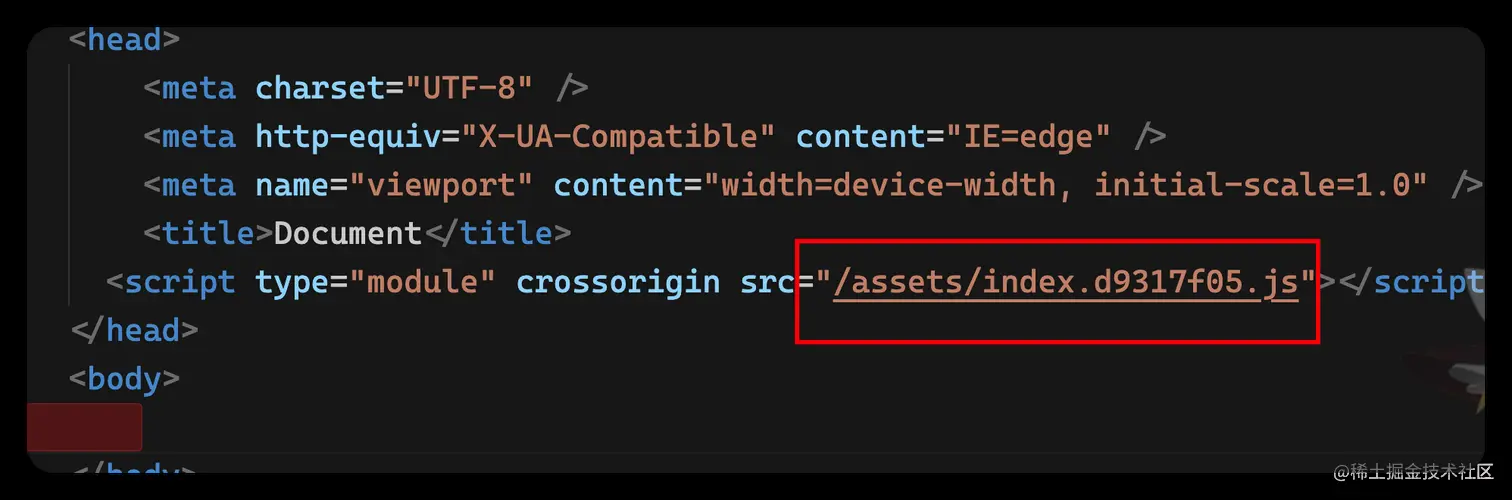 <head>
<meta charset="UTF-8" />
<meta http-equiv="X-UA-Compatible" content="IE=edge" />
<meta name="viewport" content="width=device-width, initial-scale=1.0" />
<title>Document</title>
<script type="module" crossorigin src="/assets/index.d9317f05.js"></script
</head>
<body>
</body>
@稀土掘金技术社区